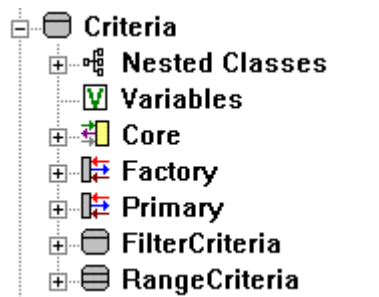 Criteria
Nested Classes
V Variables
Core
Factory
Primary
FilterCriteria
RangeCriteria